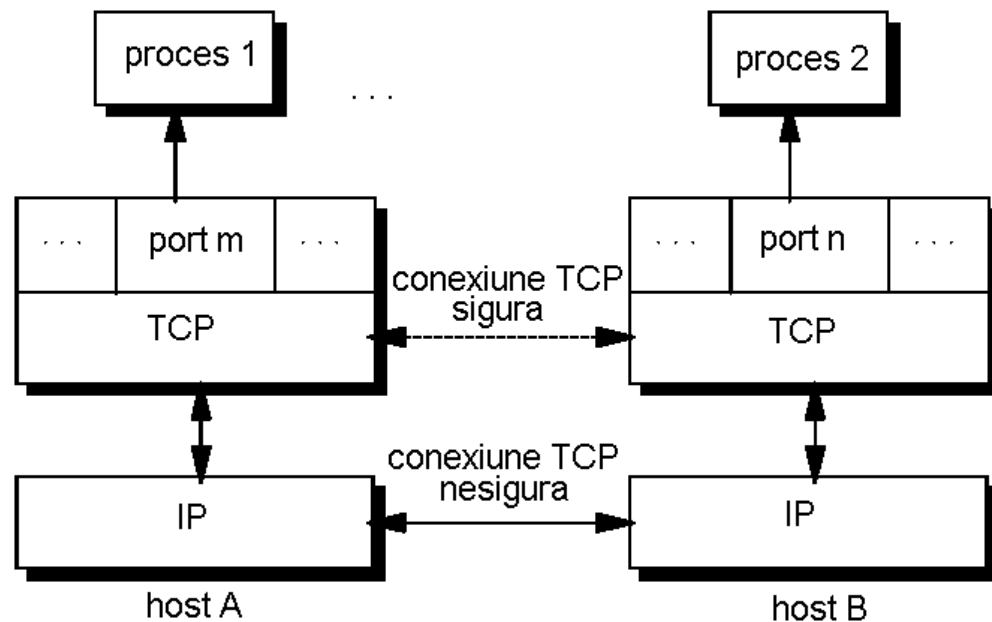 proces 1
proces 2
. . .
. . .
port m
. . .
. . .
port n
. . .
conexiune TCP
sigura
TCP
TCP
conexiune TCP
nesigura
IP
IP
host A
host B